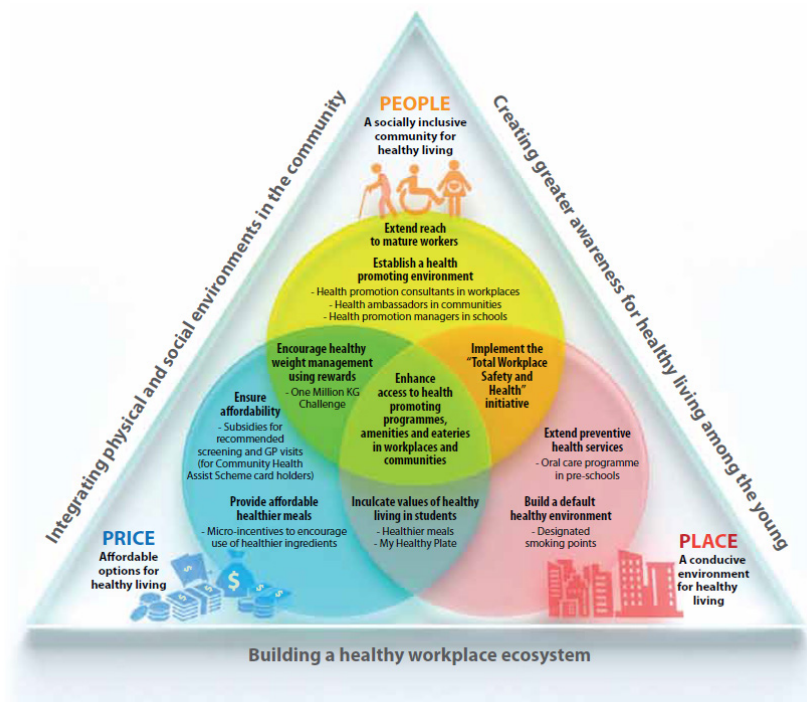 PEOPLE
A socially inclusive
community for
healthy living
Integrating physical and social environments in the community
Creating greater awareness for healthy living among the young
Extend reach
to mature workers
Establish a health
promoting environment
- Health promotion consultants in workplaces
- Health ambassadors in communities
- Health promotion managers in schools
Encourage healthy
weight management
using rewards
- One Million KG
Challenge
Implement the
"Total Workplace
Safety and
Health"
initiative
Enhance
access to health
promoting
programmes,
amenities and eateries
in workplaces and
communities
Ensure
affordability
- Subsidies for
recommended
screening and GP visits
(for Community Health
Assist Scheme card holders)
Provide affordable
healthier meals
- Micro-incentives to encourage
use of healthier ingredients
Inculcate values of healthy
living in students
- Healthier meals
- My Healthy Plate
Extend preventive
health services
- Oral care programme
in pre-schools
Build a default
healthy environment
- Designated
smoking points
PRICE
Affordable
options for
healthy living
$
$
$
$
$
$
PLACE
A conducive
environment
for healthy
living
Building a healthy workplace ecosystem